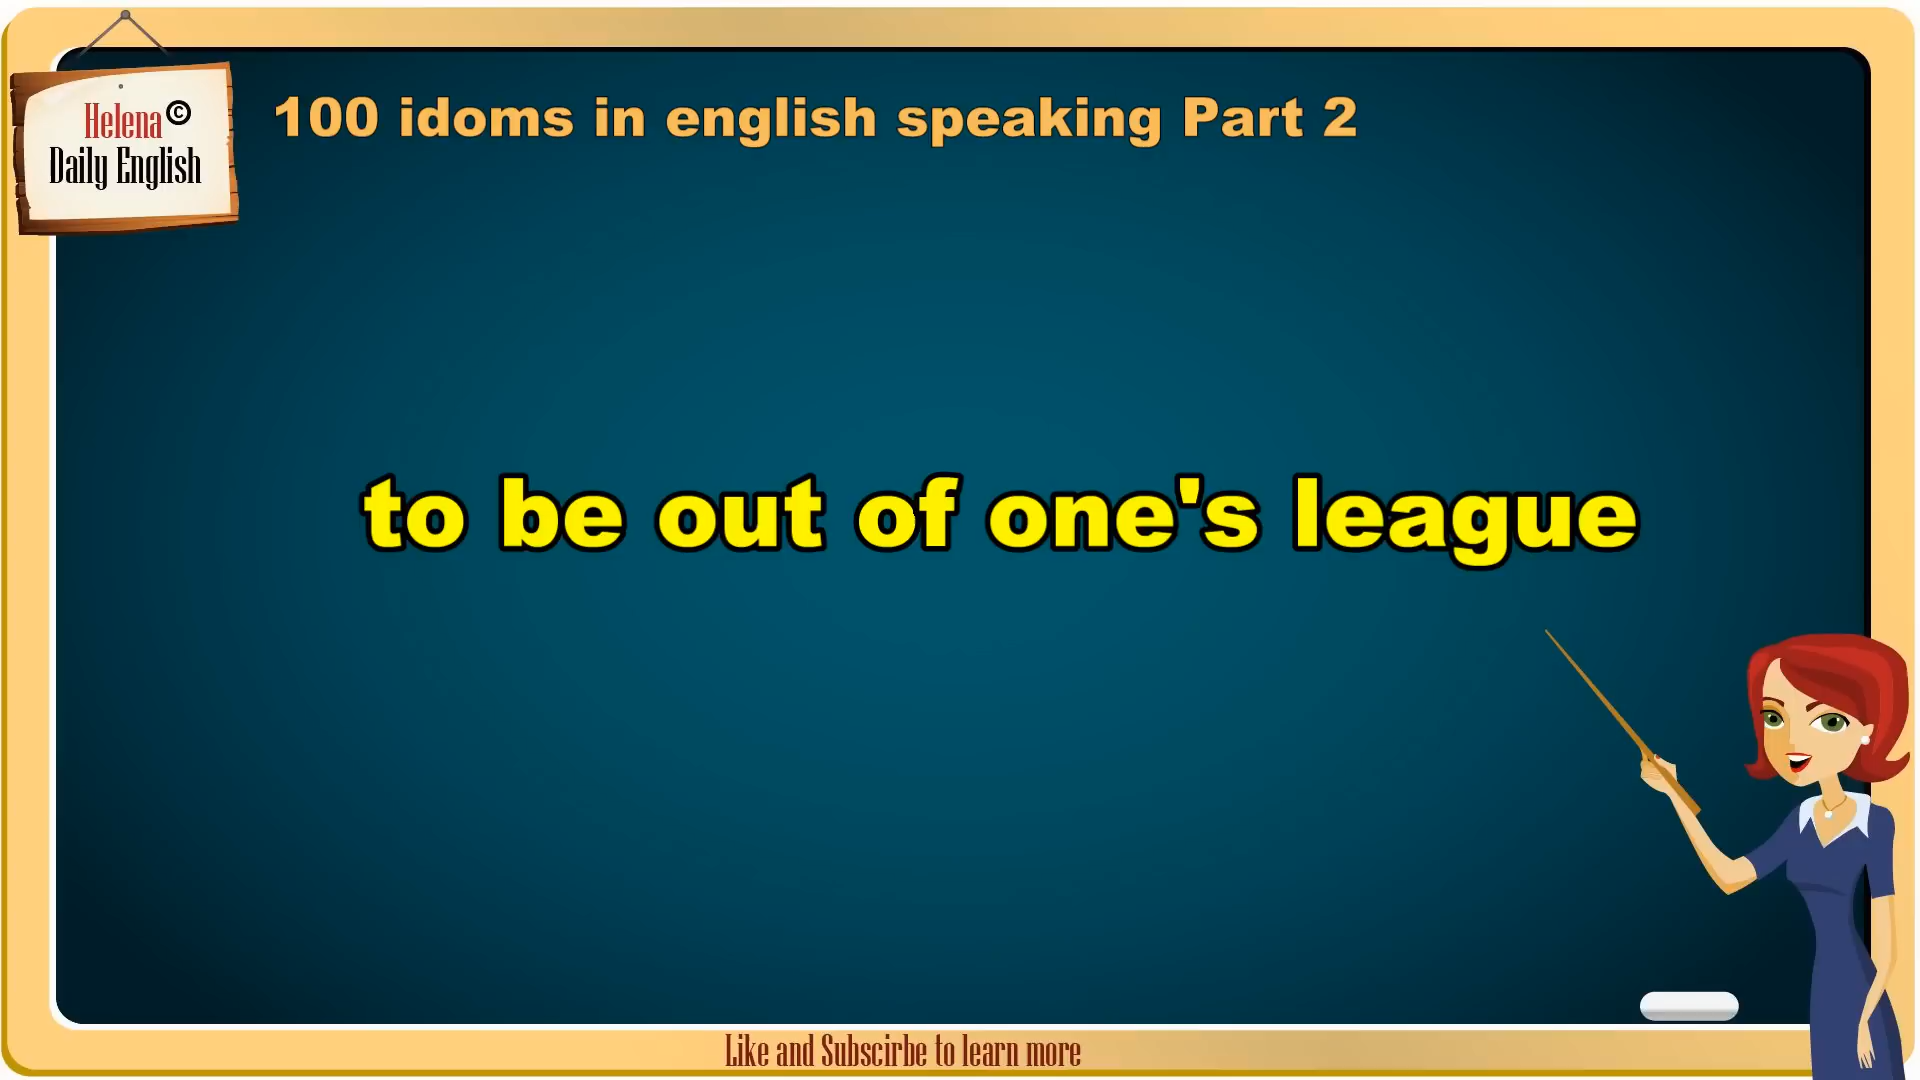 Helena ©
Daily English
100 idoms in english speaking Part 2
to be out of one's league
Like and Subscirbe to learn more